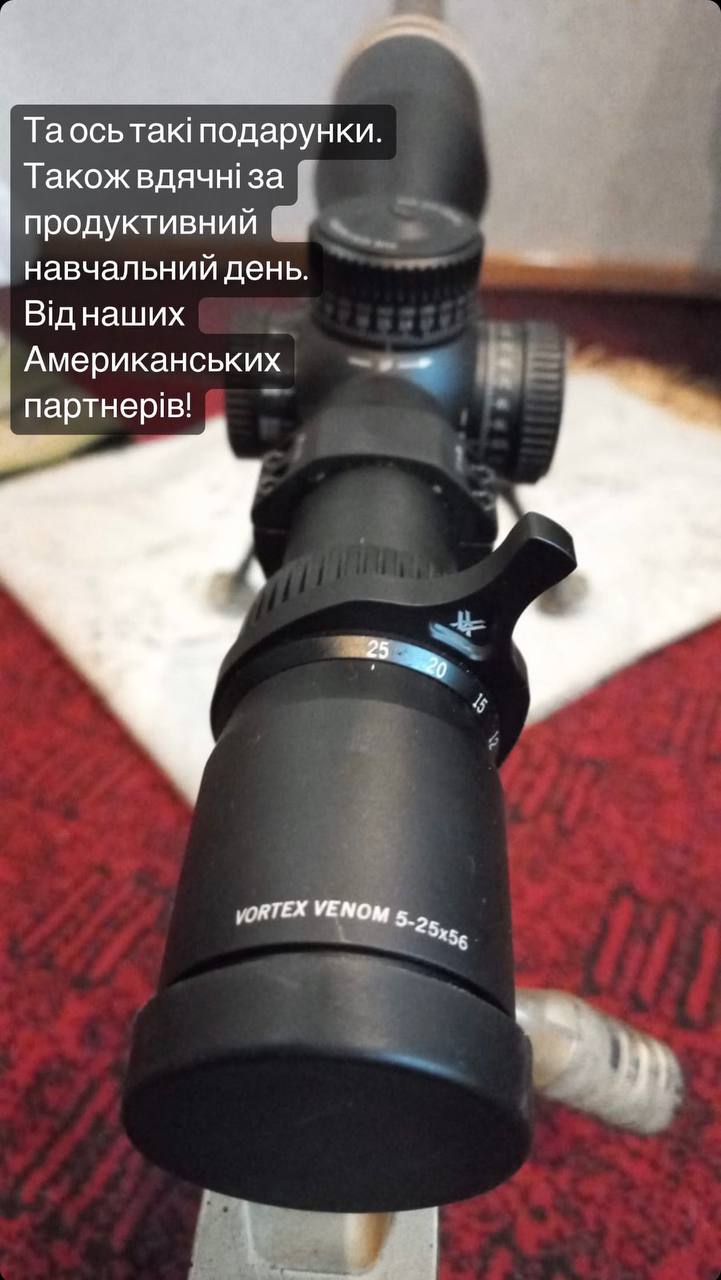 Та ось такі подарунки.
Також вдячні за
продуктивний
навчальний день.
Від наших
Американських
партнерів!
25
20
15
12
VORTEX VENOM 5-25x56